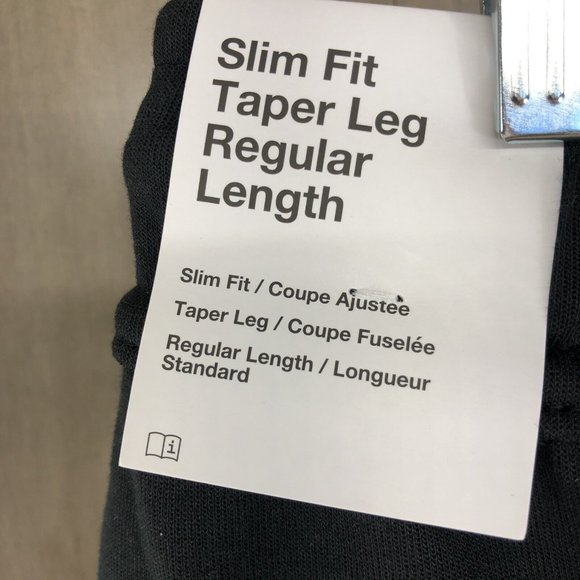 Slim Fit
Taper Leg
Regular
Length
Slim Fit / Coupe Ajustée
Taper Leg / Coupe Fuselée
Regular Length / Longueur
Standard
i